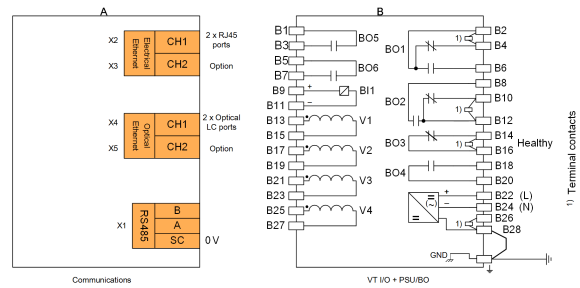 A
X2
Electrical
Ethernet
CH1
2 x RJ45
ports
X3
CH2
Option
X4
Optical
Ethernet
CH1
2 x Optical
LC ports
X5
CH2
Option
X1
RS485
B
A
SC
0 V
Communications
B
B1
B3
BO5
B5
B7
BO6
B9
+
BI1
B11
−
B13
V1
B15
B17
V2
B19
B21
V3
B23
B25
V4
B27
B2
1)
B4
BO1
B6
B8
B10
BO2
1)
B12
B14
Healthy
BO3
1)
B16
B18
BO4
B20
+
B22 (L)
−
B24 (N)
(~)
B26
1)
B28
GND
VT I/O + PSU/BO
1) Terminal contacts